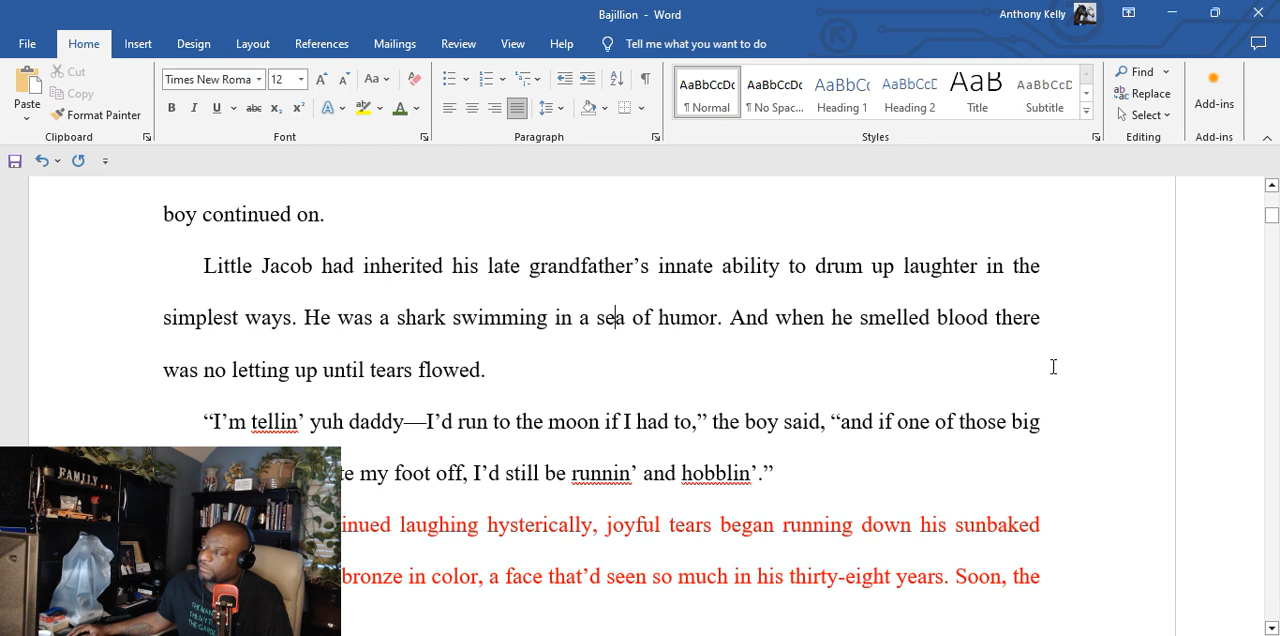 Bajillion - Word
Anthony Kelly
File Home Insert Design Layout References Mailings Review View Help Tell me what you want to do
Cut
Copy
Format Painter
Paste
Times New Roma 12
Aa
B I U abc x₂ x² A A
AaBbCcDc AaBbCcDc AaBbCc AaBbCcD AaB AaBbCcD
¶ Normal ¶ No Spac... Heading 1 Heading 2 Title Subtitle
Find
Replace
Select
Add-ins
Clipboard Font Paragraph Styles Editing Add-ins
boy continued on.
Little Jacob had inherited his late grandfather’s innate ability to drum up laughter in the
simplest ways. He was a shark swimming in a sea of humor. And when he smelled blood there
was no letting up until tears flowed.
“I’m tellin’ yuh daddy—I’d run to the moon if I had to,” the boy said, “and if one of those big
my foot off, I’d still be runnin’ and hobblin’.”
laughing hysterically, joyful tears began running down his sunbaked
bronze in color, a face that’d seen so much in his thirty-eight years. Soon, the
FAMILY